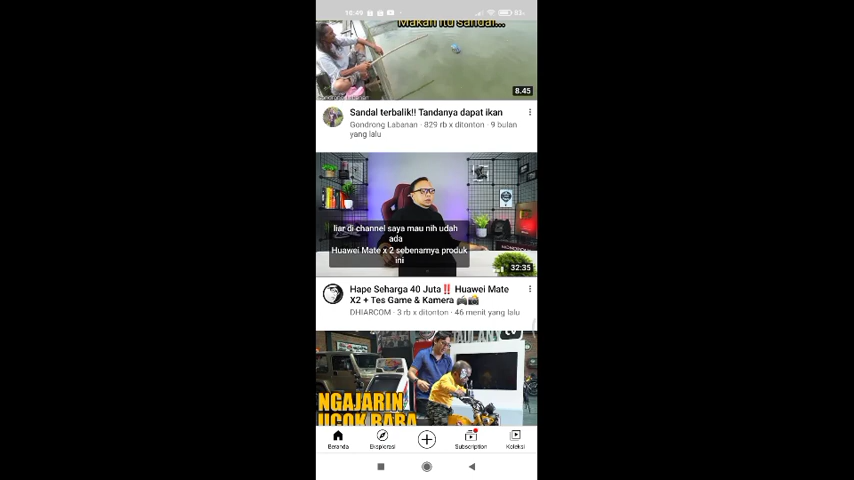 16:49
83
Makan itu sandal...
8.45
Sandal terbalik!! Tandanya dapat ikan
Gondrong Labanan · 829 rb x ditonton · 9 bulan
yang lalu
liar di channel saya mau nih udah
ada
Huawei Mate x 2 sebenarnya produk
ini
32:35
Hape Seharga 40 Juta‼️ Huawei Mate
X2 + Tes Game & Kamera 🎮📸
DHIARCOM · 3 rb x ditonton · 46 menit yang lalu
NGAJARIN
UCOK BABA
Beranda
Eksplorasi
Subscription
Koleksi